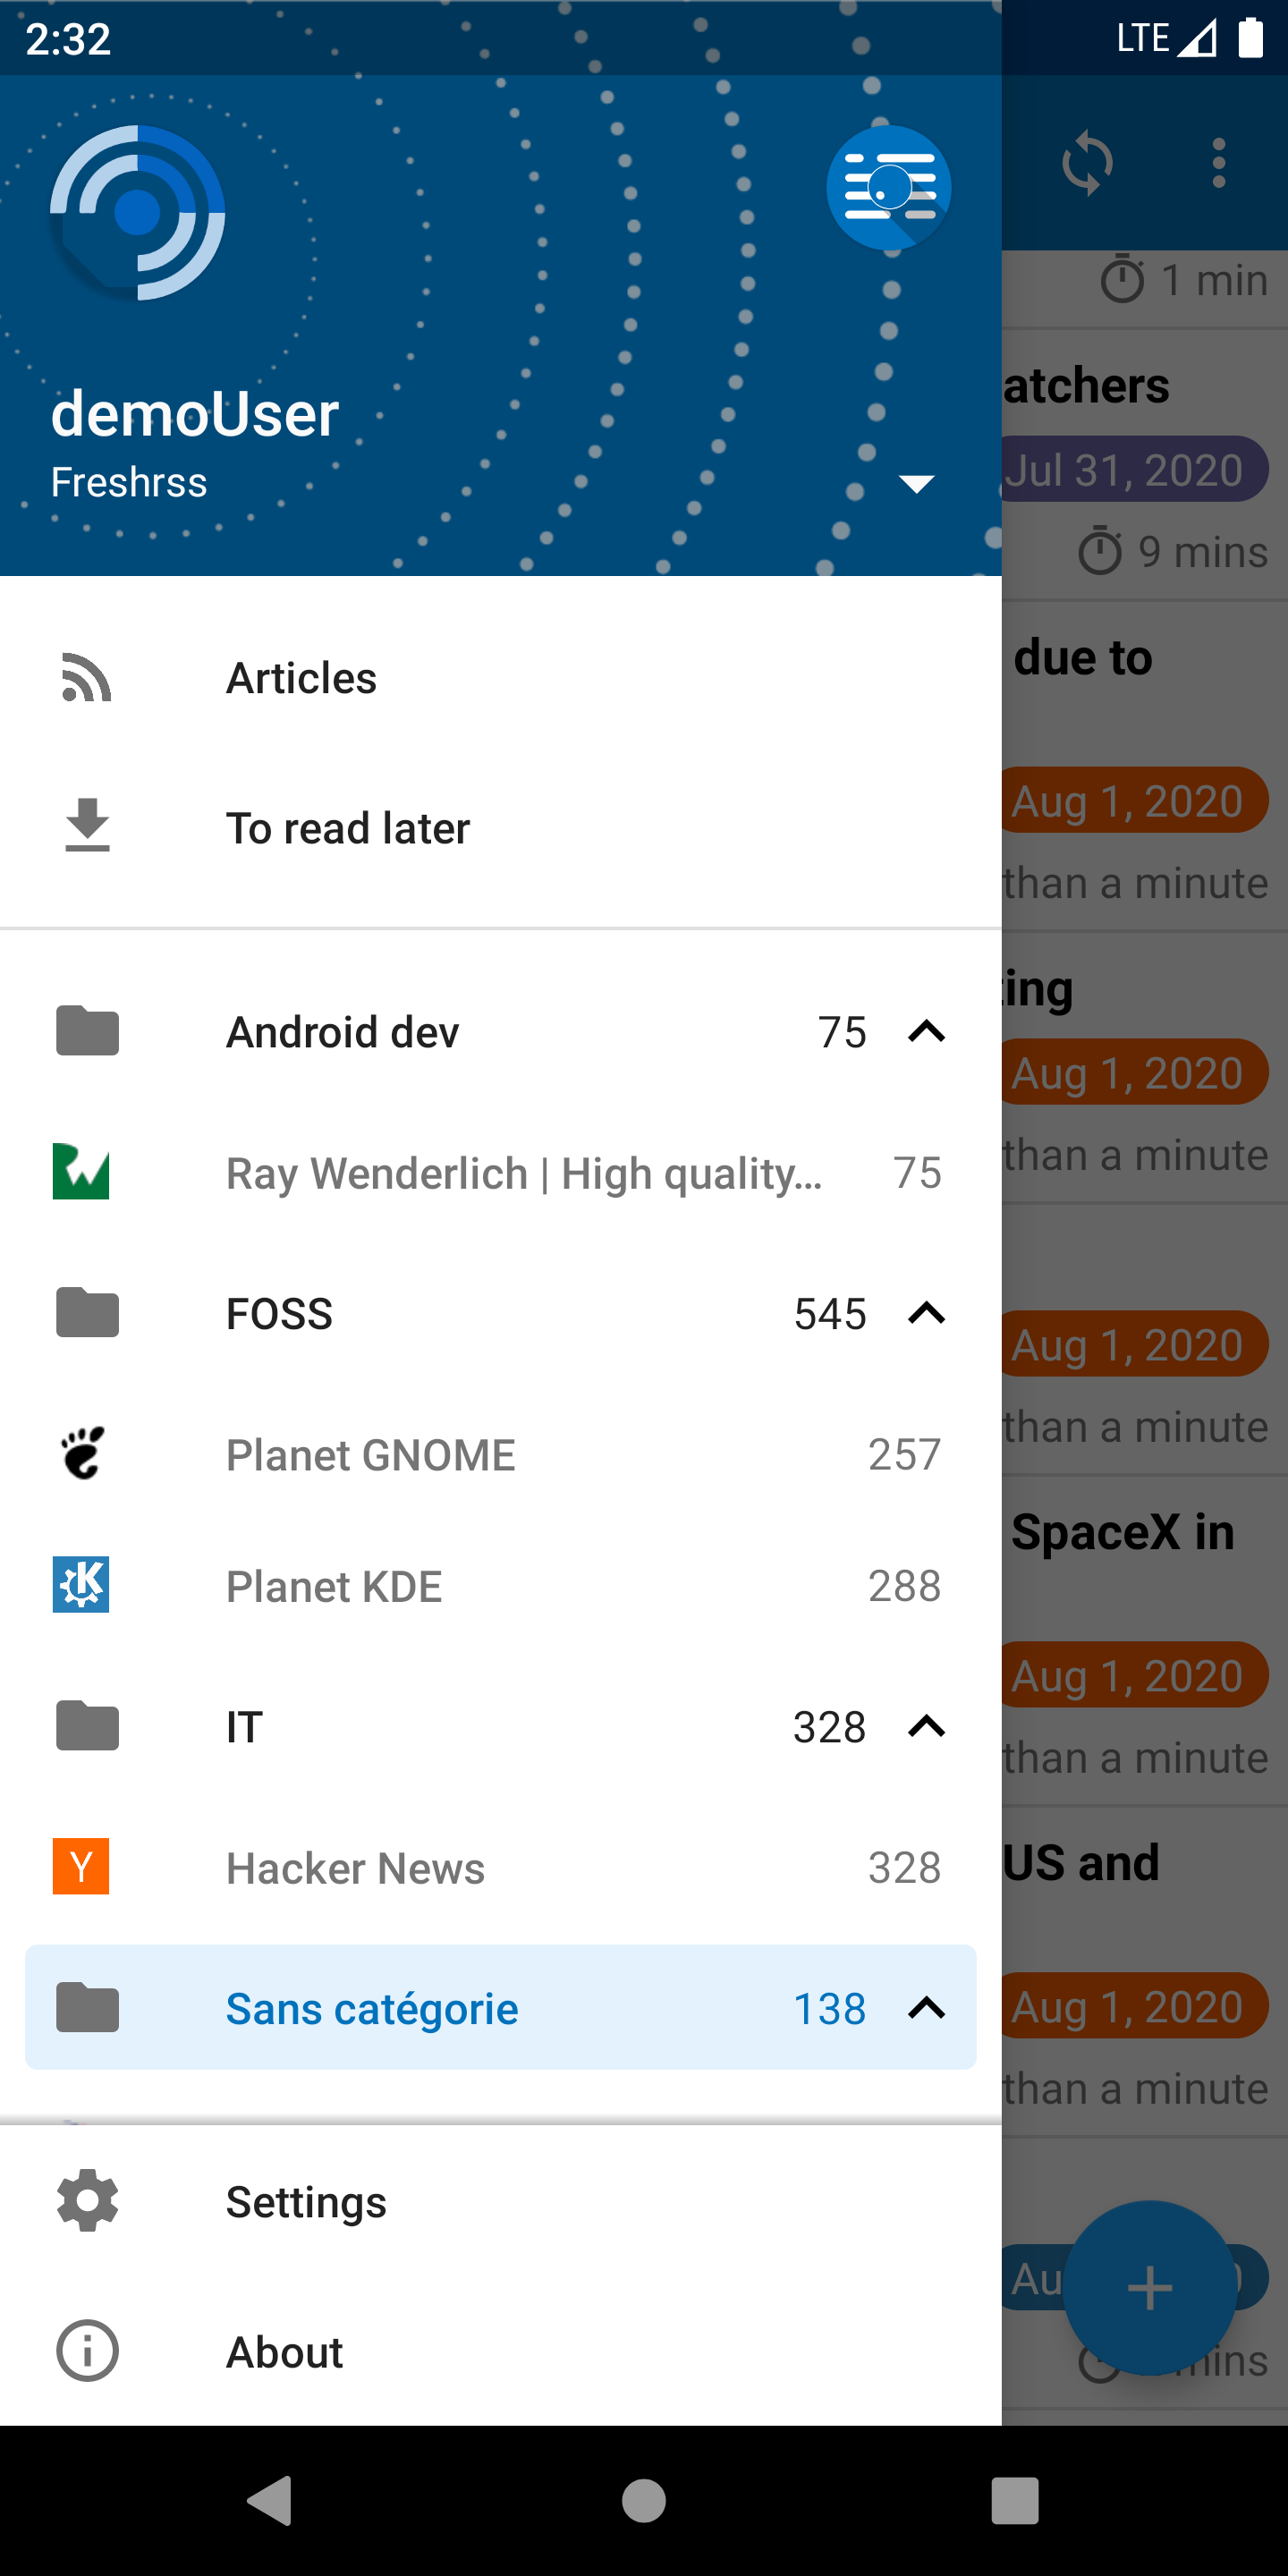 2:32
LTE
demoUser
Freshrss
Articles
To read later
Android dev 75
Ray Wenderlich | High quality... 75
FOSS 545
Planet GNOME 257
Planet KDE 288
IT 328
Y
Hacker News 328
Sans catégorie 138
Settings
About
1 min
atchers
Jul 31, 2020
9 mins
due to
Aug 1, 2020
than a minute
ting
Aug 1, 2020
than a minute
Aug 1, 2020
than a minute
SpaceX in
Aug 1, 2020
than a minute
US and
Aug 1, 2020
than a minute